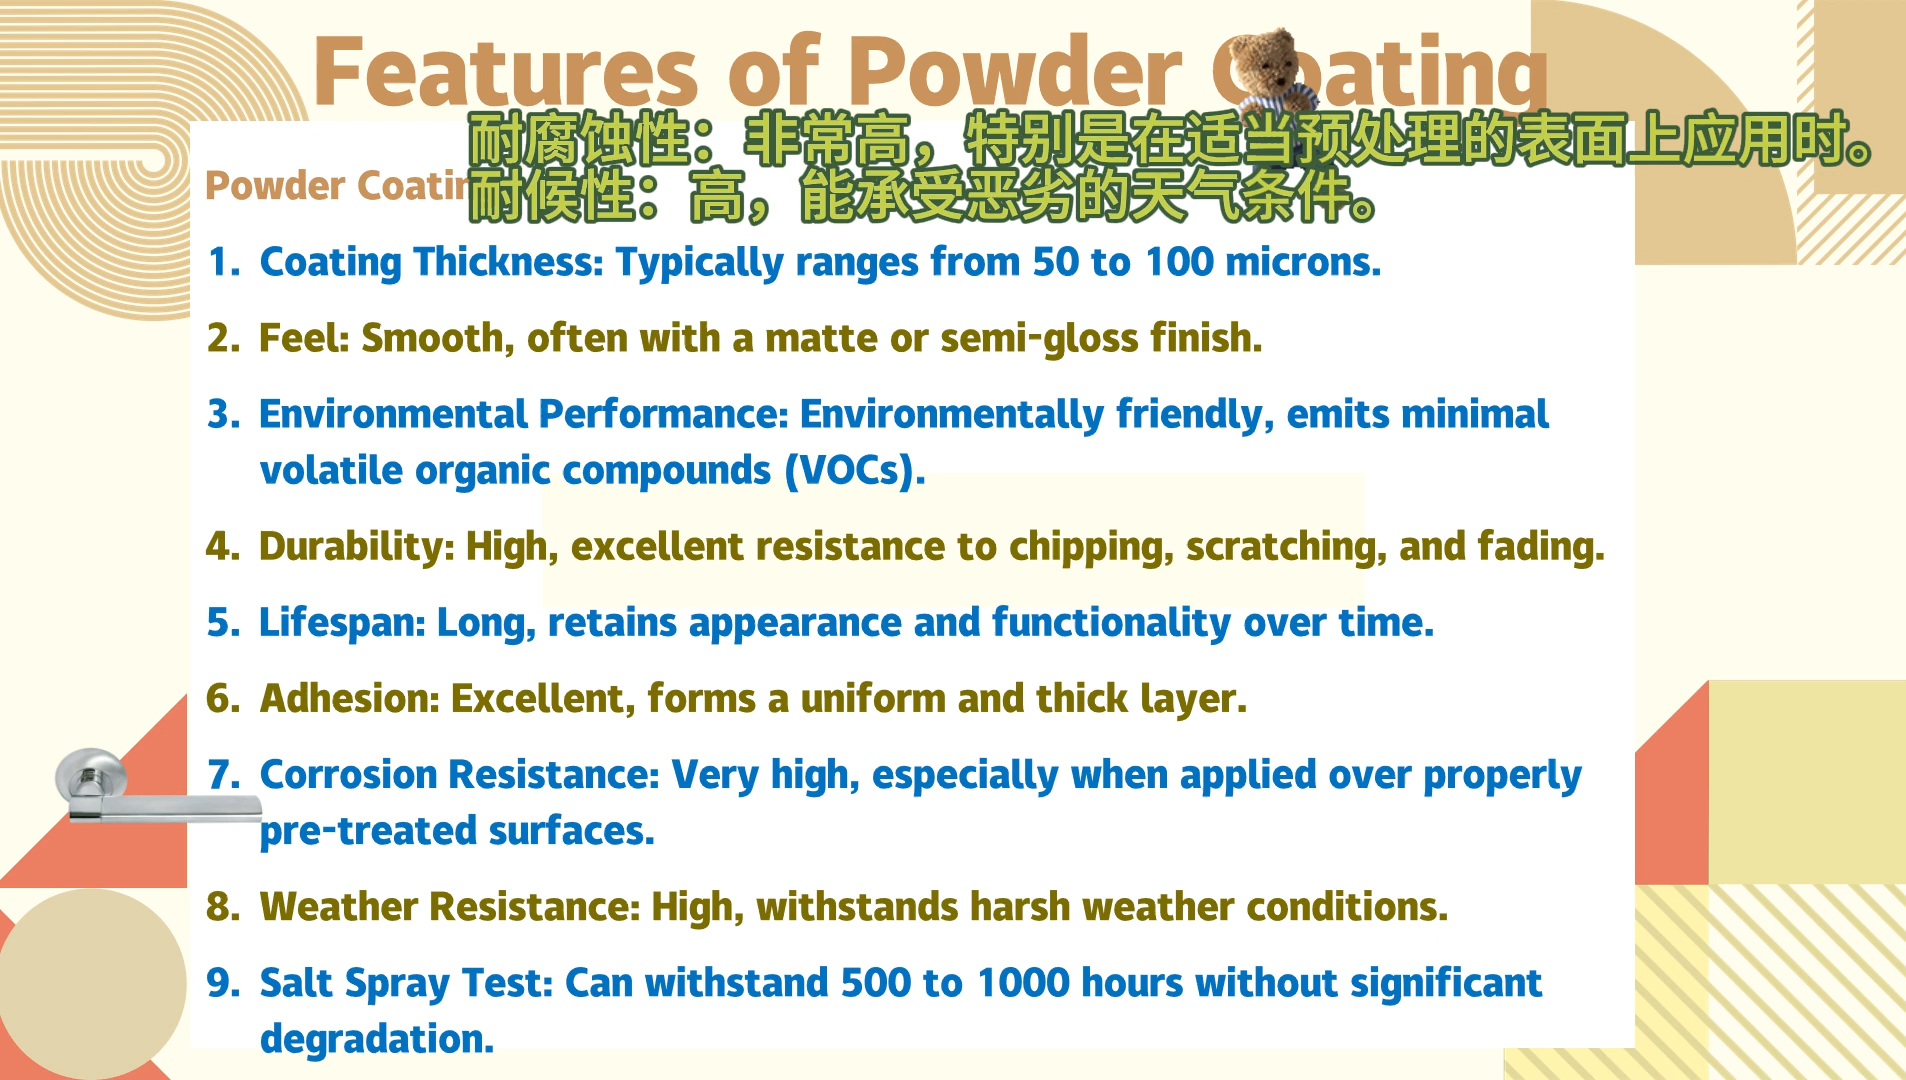 Features of Powder Coating
耐腐蚀性：非常高，特别是在适当预处理的表面上应用时。
耐候性：高，能承受恶劣的天气条件。
Powder
1. Coating Thickness: Typically ranges from 50 to 100 microns.
2. Feel: Smooth, often with a matte or semi-gloss finish.
3. Environmental Performance: Environmentally friendly, emits minimal
volatile organic compounds (VOCs).
4. Durability: High, excellent resistance to chipping, scratching, and fading.
5. Lifespan: Long, retains appearance and functionality over time.
6. Adhesion: Excellent, forms a uniform and thick layer.
7. Corrosion Resistance: Very high, especially when applied over properly
pre-treated surfaces.
8. Weather Resistance: High, withstands harsh weather conditions.
9. Salt Spray Test: Can withstand 500 to 1000 hours without significant
degradation.